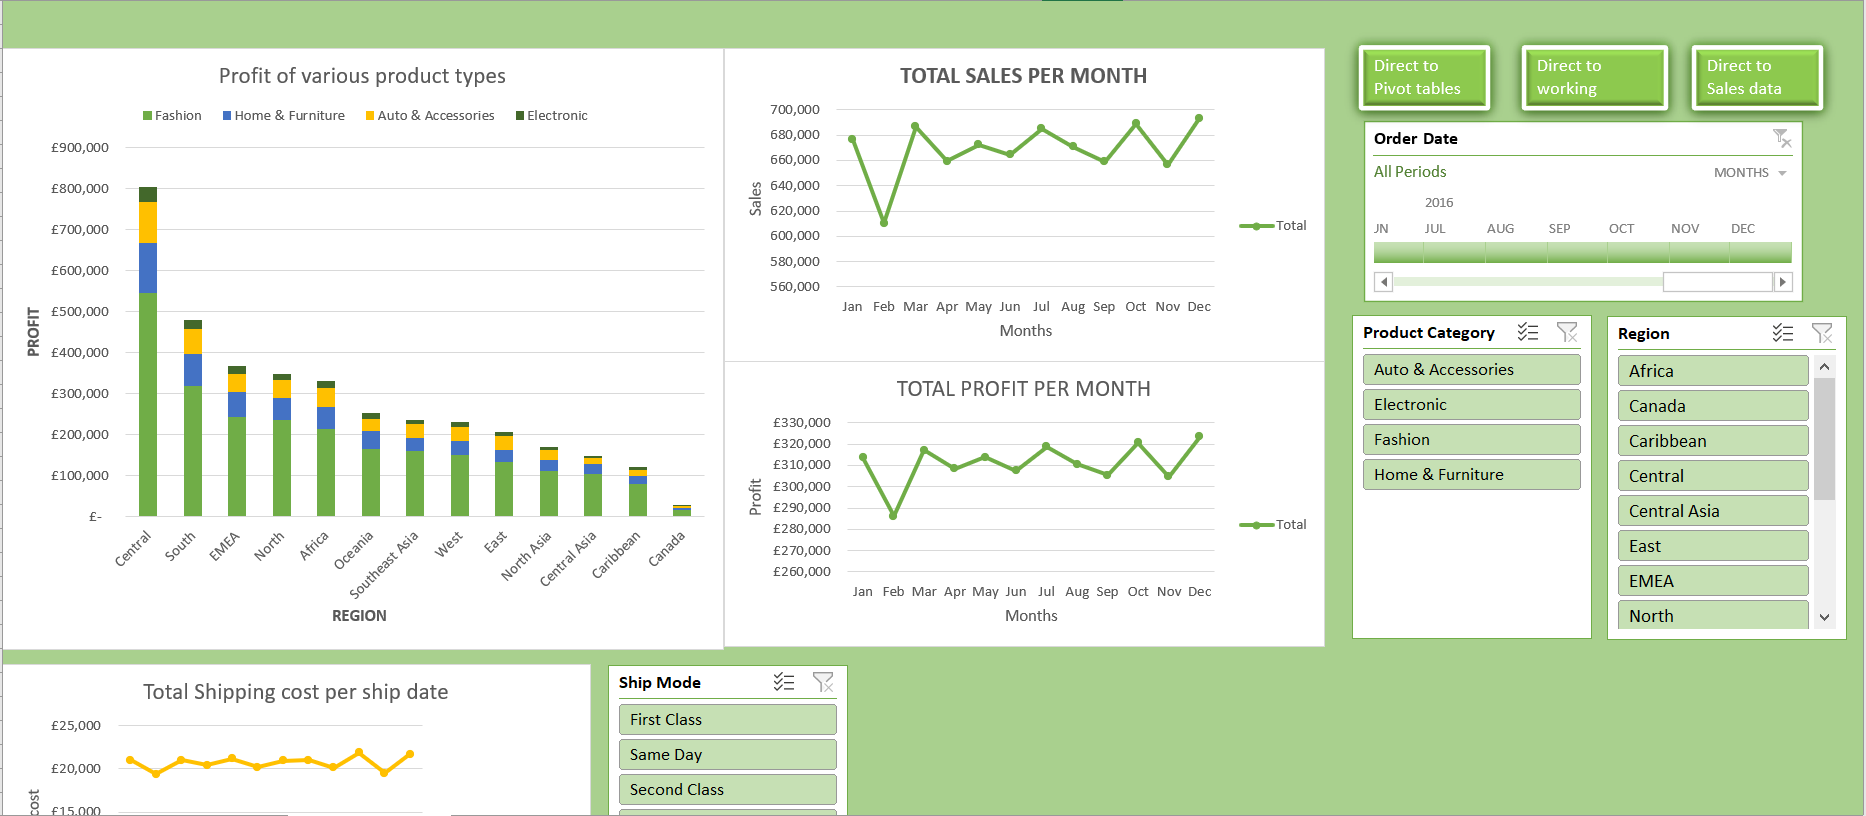 Profit of various product types
Fashion Home & Furniture Auto & Accessories Electronic
£900,000
£800,000
£700,000
£600,000
£500,000
£400,000
£300,000
£200,000
£100,000
£-
PROFIT
Central South EMEA North Africa Oceania Southeast Asia West East North Asia Central Asia Caribbean Canada
REGION
TOTAL SALES PER MONTH
700,000
680,000
660,000
640,000
620,000
600,000
580,000
560,000
Sales
Jan Feb Mar Apr May Jun Jul Aug Sep Oct Nov Dec
Months
Total
TOTAL PROFIT PER MONTH
£330,000
£320,000
£310,000
£300,000
£290,000
£280,000
£270,000
£260,000
Profit
Jan Feb Mar Apr May Jun Jul Aug Sep Oct Nov Dec
Months
Total
Direct to
Pivot tables
Direct to
working
Direct to
Sales data
Order Date
All Periods
MONTHS
2016
JN JUL AUG SEP OCT NOV DEC
Product Category
Auto & Accessories
Electronic
Fashion
Home & Furniture
Region
Africa
Canada
Caribbean
Central
Central Asia
East
EMEA
North
Total Shipping cost per ship date
£25,000
£20,000
£15,000
cost
Ship Mode
First Class
Same Day
Second Class